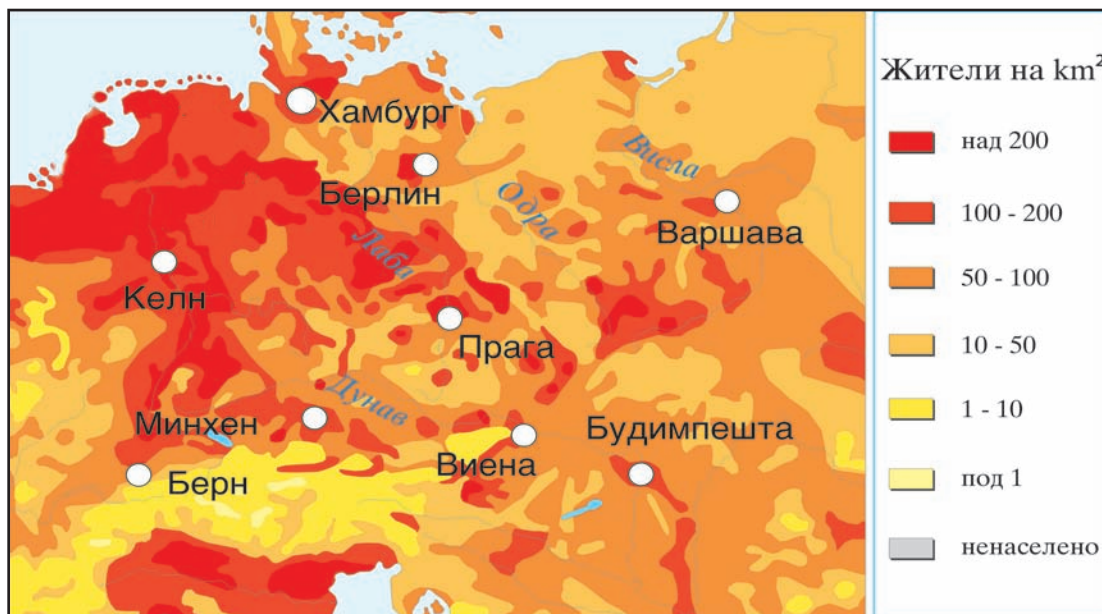 Хамбург
Берлин
Висла
Одра
Варшава
Лаба
Келн
Прага
Дунав
Минхен
Виена
Будимпешта
Берн
Жители на km²
над 200
100 - 200
50 - 100
10 - 50
1 - 10
под 1
ненаселено